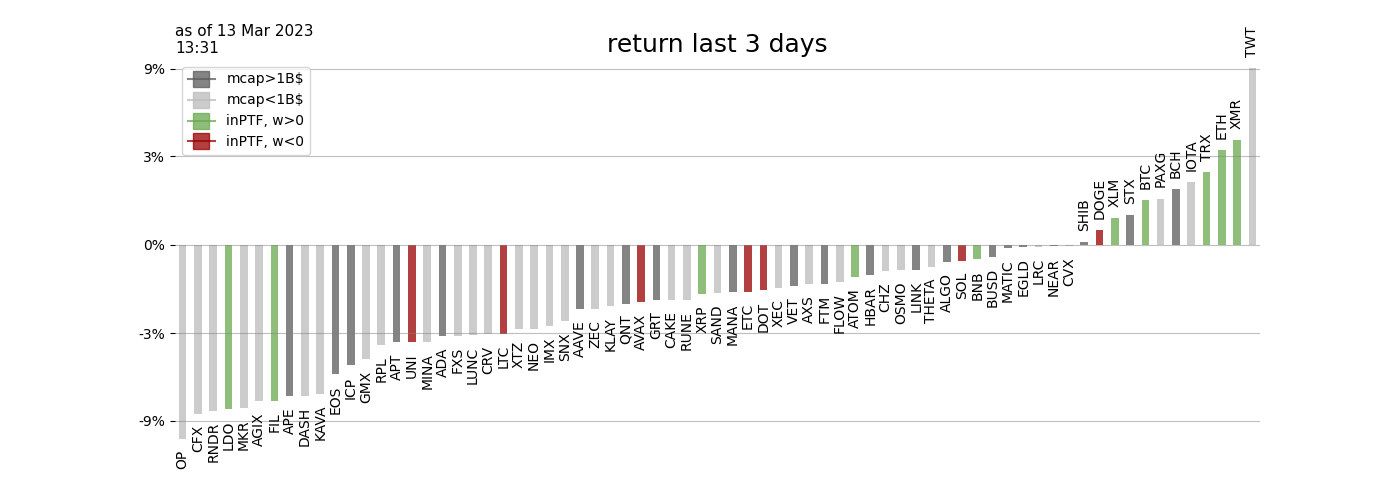 as of 13 Mar 2023
13:31
return last 3 days
mcap>1B$
mcap<1B$
inPTF, w>0
inPTF, w<0
9%
3%
0%
-3%
-9%
OP
CFX
RNDR
LDO
MKR
AGIX
FIL
APE
DASH
KAVA
EOS
ICP
GMX
RPL
APT
UNI
MINA
ADA
FXS
LUNC
CRV
LTC
XTZ
NEO
IMX
SNX
AAVE
ZEC
KLAY
QNT
AVAX
GRT
CAKE
RUNE
XRP
SAND
MANA
ETC
DOT
XEC
VET
AXS
FTM
FLOW
ATOM
HBAR
CHZ
OSMO
LINK
THETA
ALGO
SOL
BNB
BUSD
MATIC
EGLD
LRC
NEAR
CVX
SHIB
DOGE
XLM
STX
BTC
PAXG
BCH
IOTA
TRX
ETH
XMR
TWT